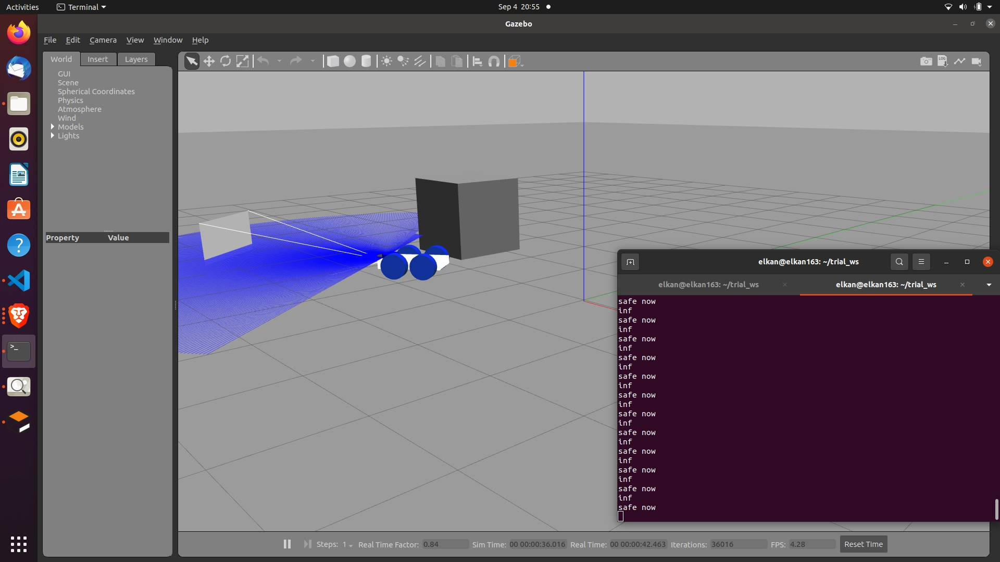 Activities
Terminal
Sep 4 20:55
Gazebo
File Edit Camera View Window Help
World Insert Layers
GUI
Scene
Spherical Coordinates
Physics
Atmosphere
Wind
Models
Lights
Property Value
LOG
elkan@elkan163: ~/trial_ws
elkan@elkan163: ~/trial_ws
elkan@elkan163: ~/trial_ws
safe now
inf
safe now
inf
safe now
inf
safe now
inf
safe now
inf
safe now
inf
safe now
inf
safe now
inf
safe now
inf
safe now
inf
safe now
inf
safe now
Steps: 1 Real Time Factor: 0.84 Sim Time: 00 00:00:36.016 Real Time: 00 00:00:42.463 Iterations: 36016 FPS: 4.28 Reset Time